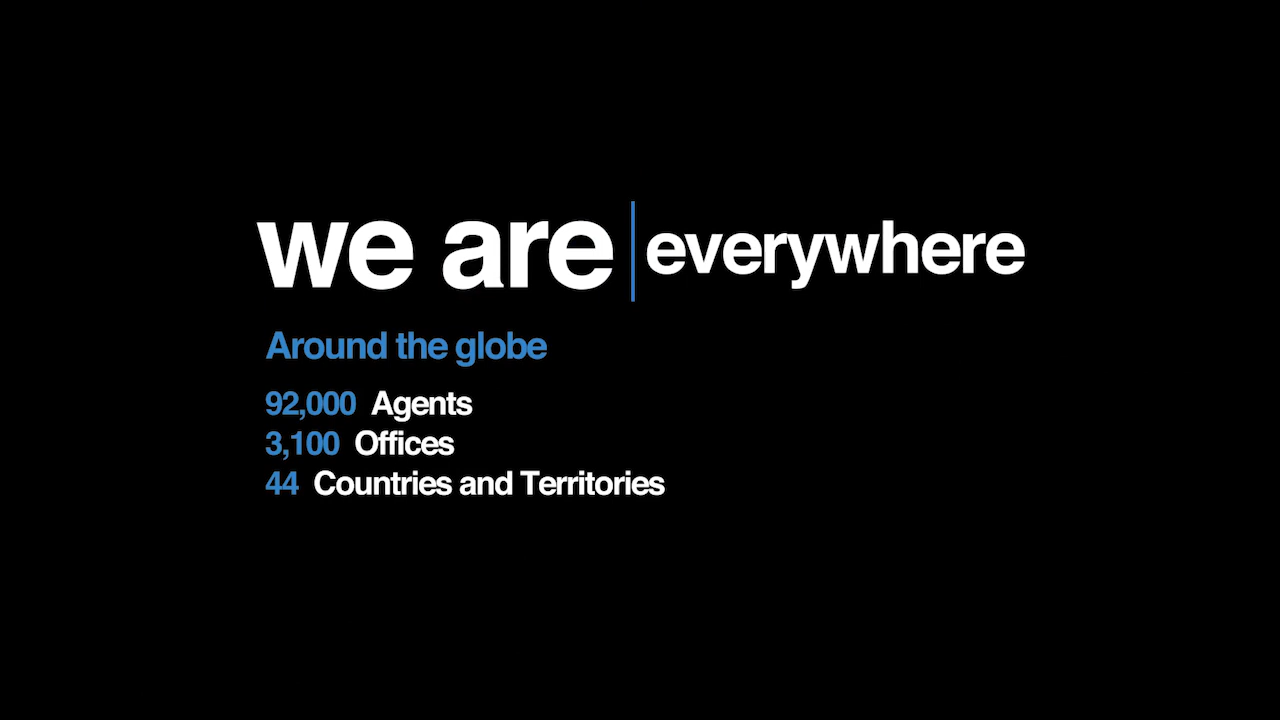 we are | everywhere
Around the globe
92,000 Agents
3,100 Offices
44 Countries and Territories